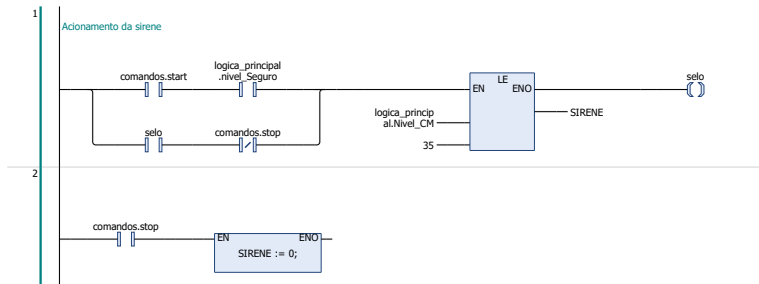 1
Acionamento da sirene
comandos.start
logica_principal
.nivel_Seguro
LE
EN
ENO
selo
logica_princip
al.Nivel_CM
SIRENE
35
selo
comandos.stop
2
comandos.stop
EN
ENO
SIRENE := 0;